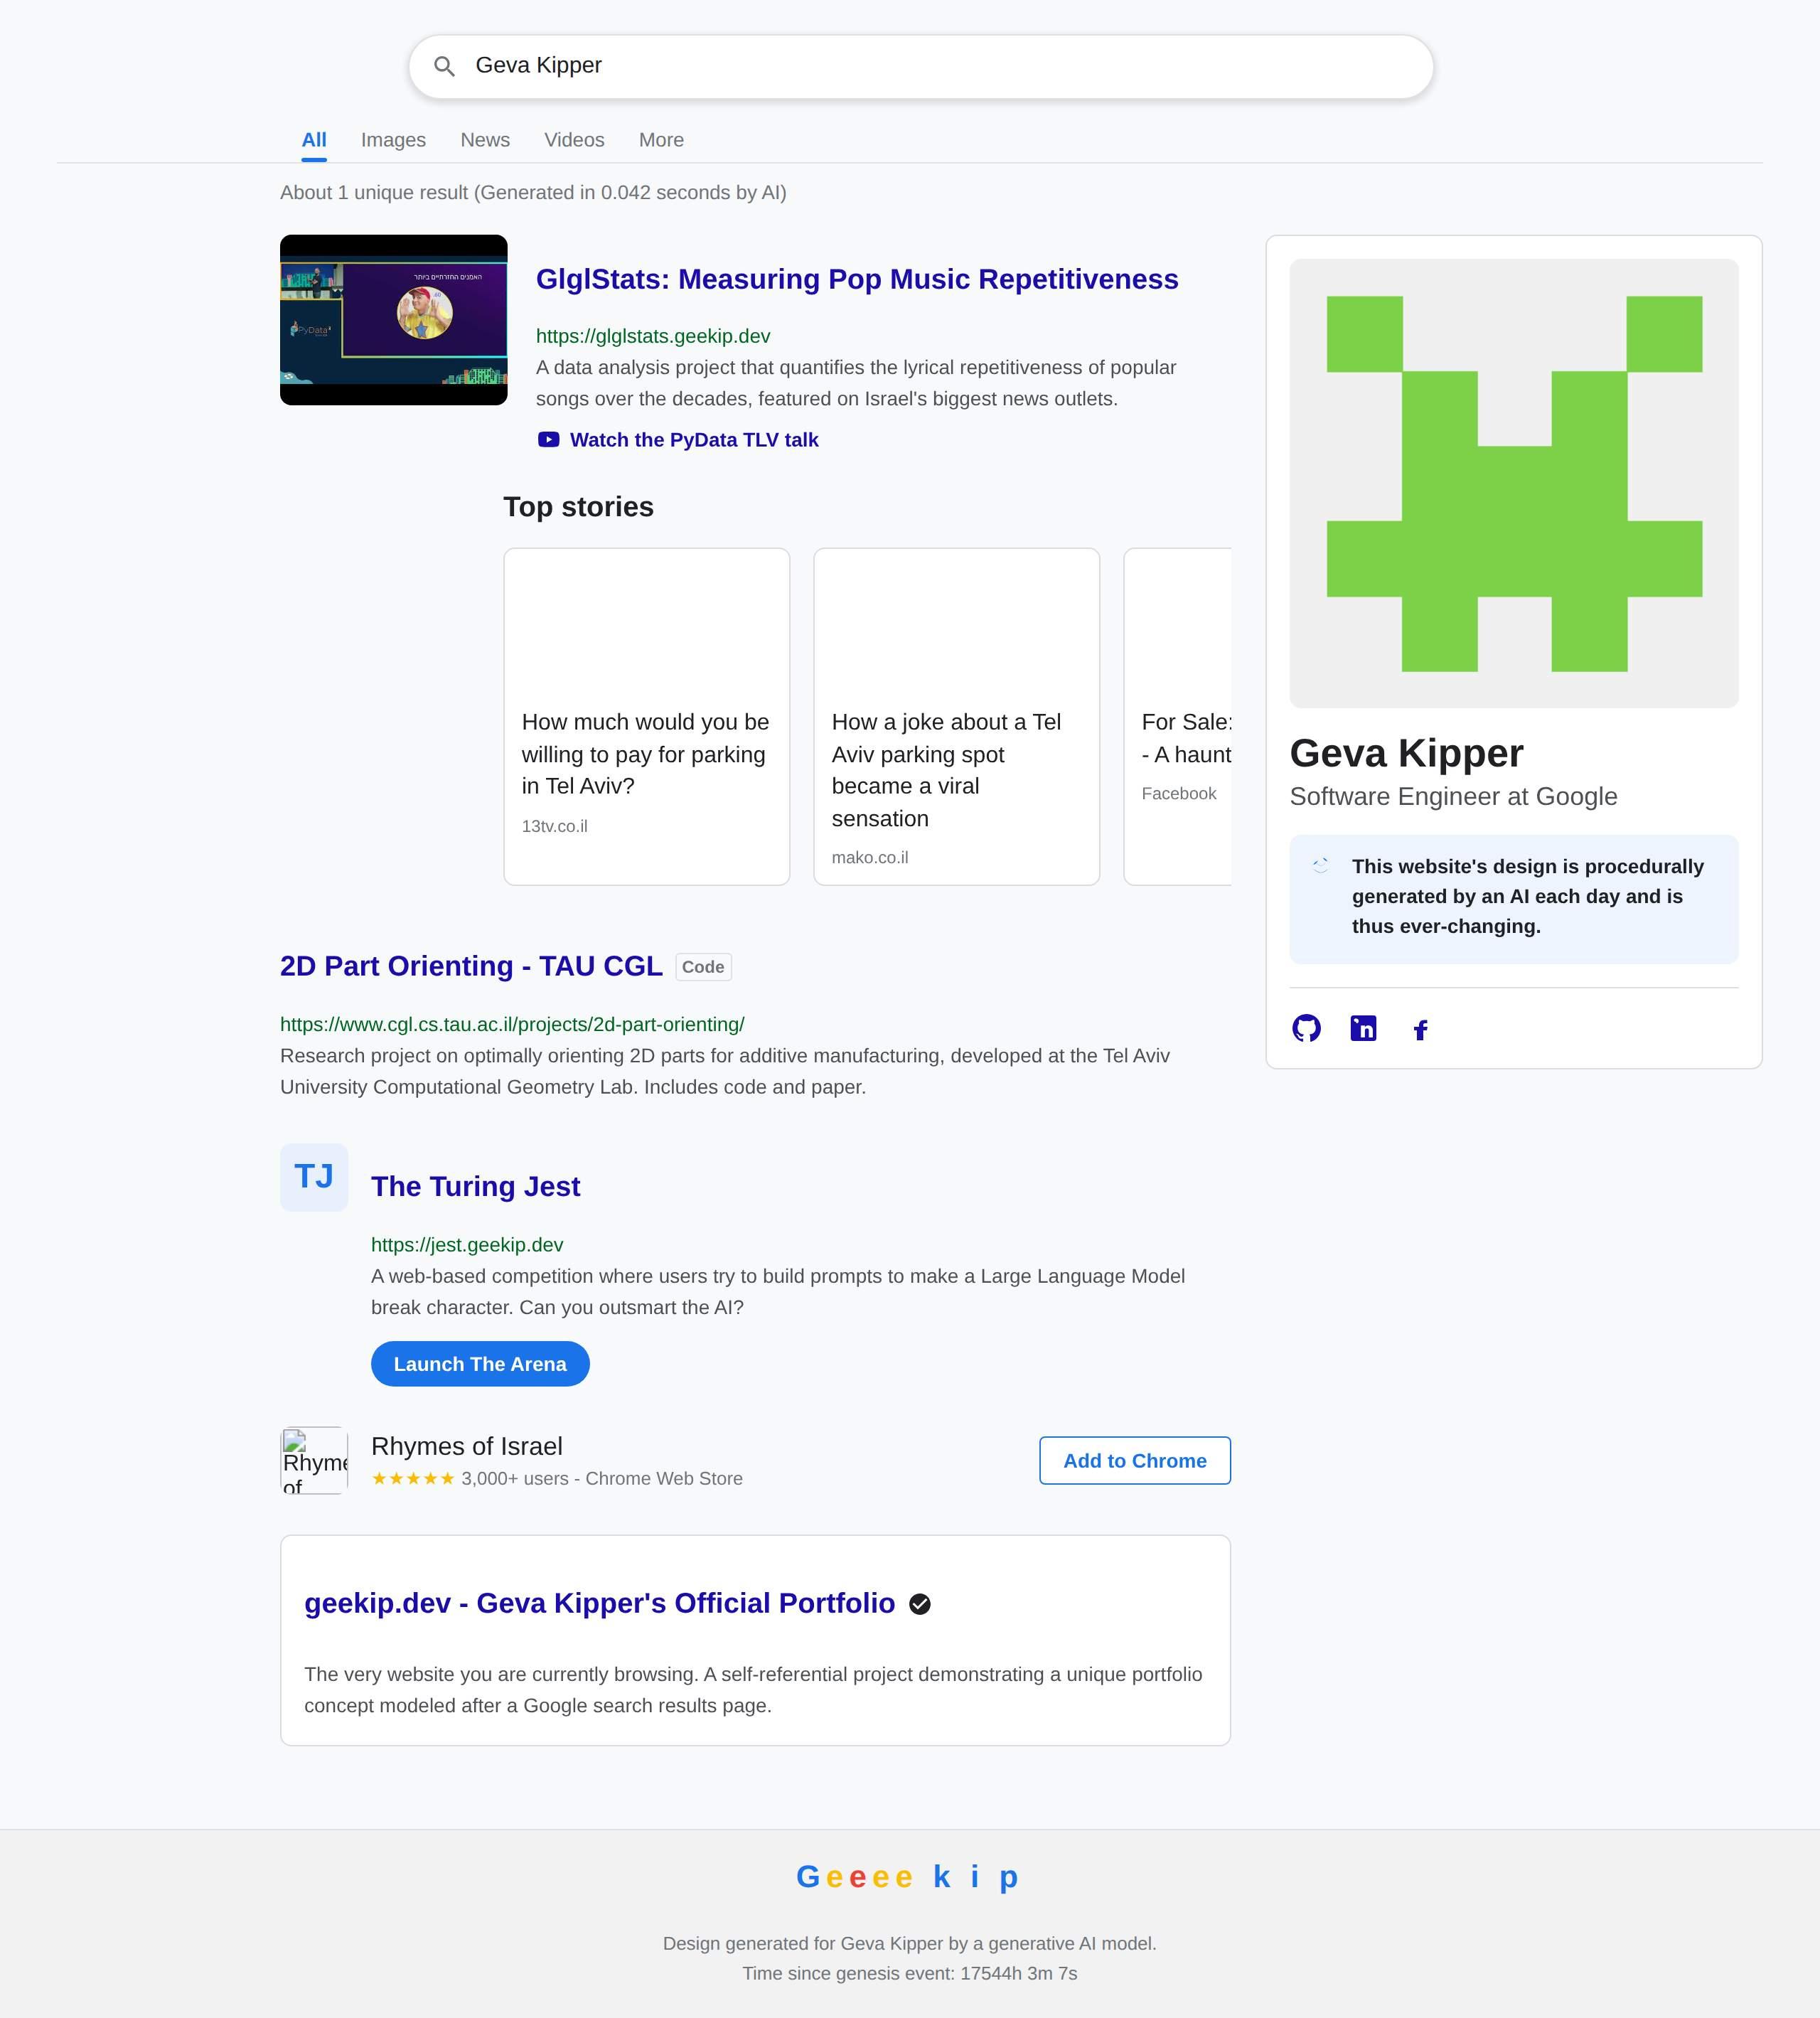 Geva Kipper
All Images News Videos More
About 1 unique result (Generated in 0.042 seconds by AI)
האמנים החזרתיים ביותר
PyData
GlglStats: Measuring Pop Music Repetitiveness
https://glglstats.geekip.dev
A data analysis project that quantifies the lyrical repetitiveness of popular
songs over the decades, featured on Israel's biggest news outlets.
Watch the PyData TLV talk
Top stories
How much would you be
willing to pay for parking
in Tel Aviv?
13tv.co.il
How a joke about a Tel
Aviv parking spot
became a viral
sensation
mako.co.il
For Sale:
- A haunt
Facebook
Geva Kipper
Software Engineer at Google
This website's design is procedurally
generated by an AI each day and is
thus ever-changing.
2D Part Orienting - TAU CGL Code
https://www.cgl.cs.tau.ac.il/projects/2d-part-orienting/
Research project on optimally orienting 2D parts for additive manufacturing, developed at the Tel Aviv
University Computational Geometry Lab. Includes code and paper.
TJ
The Turing Jest
https://jest.geekip.dev
A web-based competition where users try to build prompts to make a Large Language Model
break character. Can you outsmart the AI?
Launch The Arena
Rhyme
of
Rhymes of Israel
★★★★★ 3,000+ users - Chrome Web Store
Add to Chrome
geekip.dev - Geva Kipper's Official Portfolio
The very website you are currently browsing. A self-referential project demonstrating a unique portfolio
concept modeled after a Google search results page.
Geeee k i p
Design generated for Geva Kipper by a generative AI model.
Time since genesis event: 17544h 3m 7s